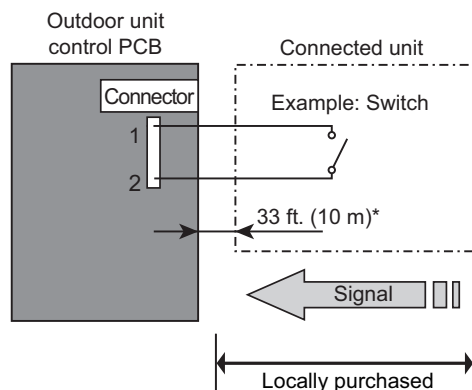 Outdoor unit
control PCB
Connected unit
Connector
Example: Switch
1
2
33 ft. (10 m)*
Signal
Locally purchased